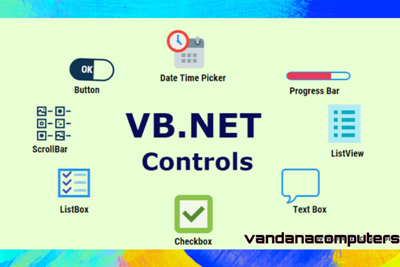 OK
Button
Date Time Picker
Progress Bar
ScrollBar
VB.NET
Controls
ListView
ListBox
Text Box
Checkbox
vandanacomputers